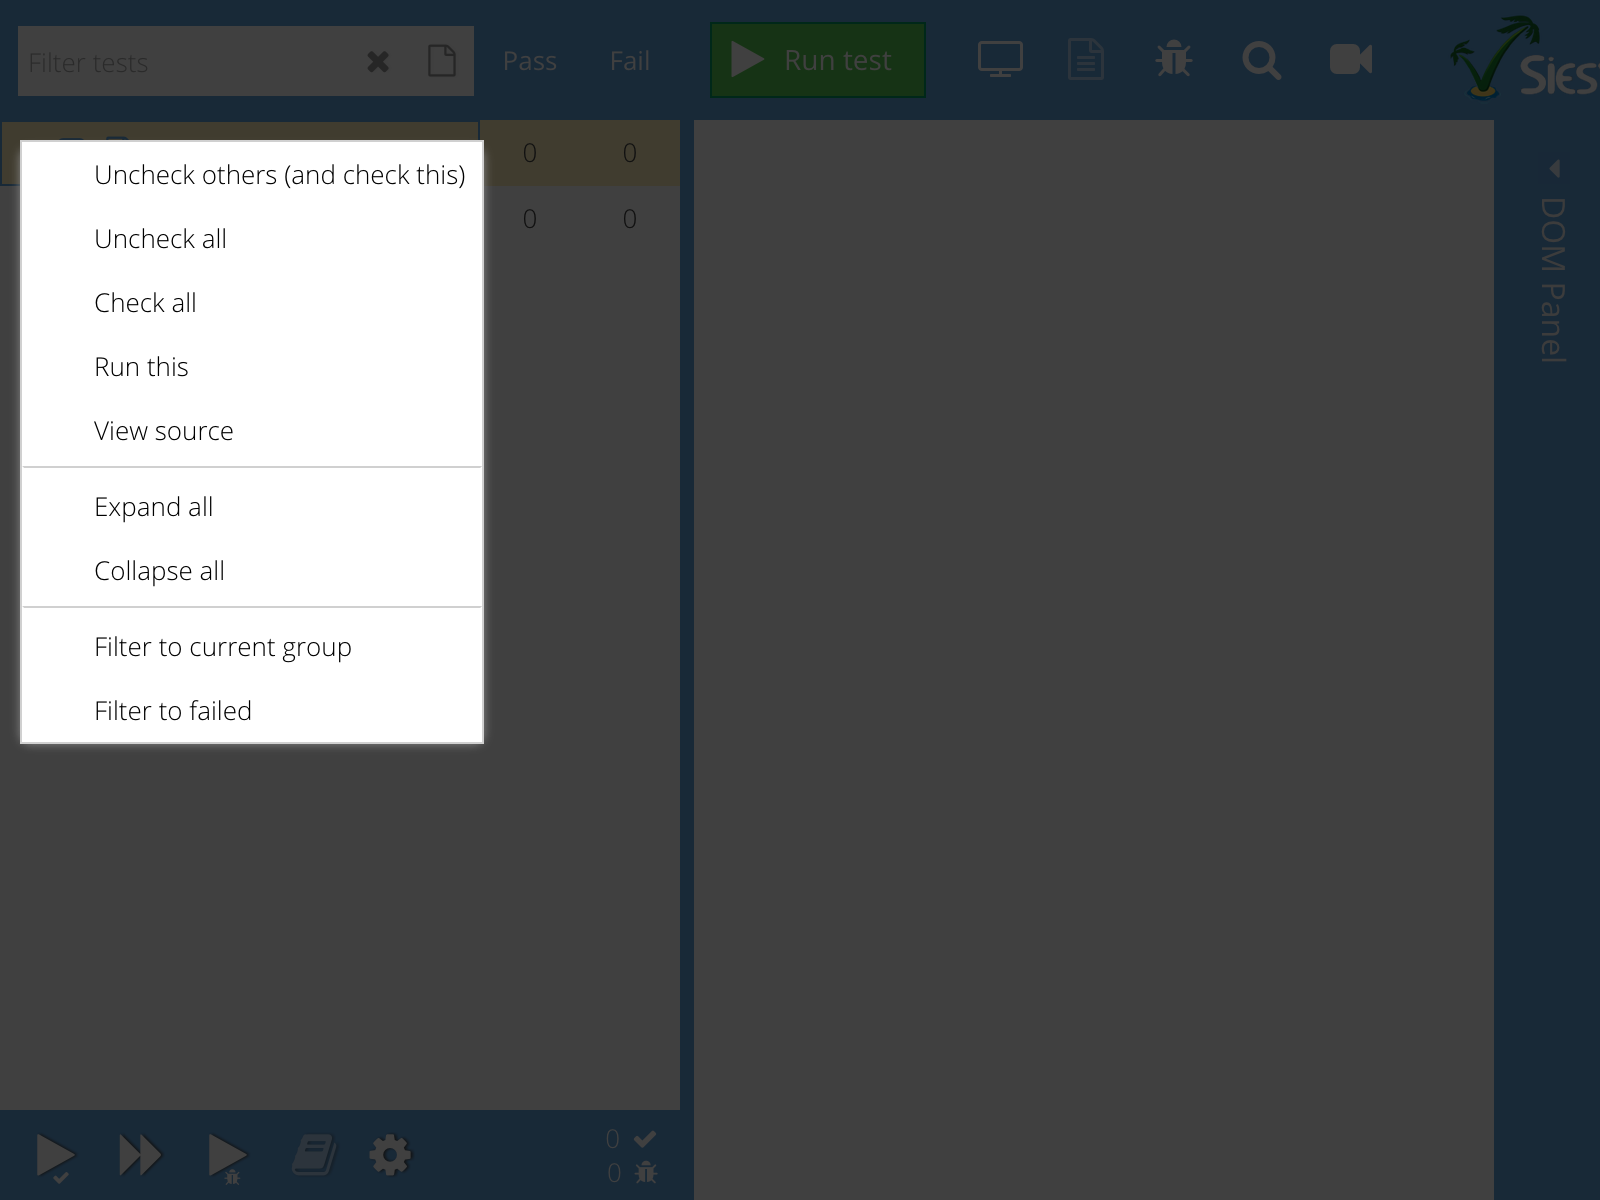 Filter tests
Pass Fail
Run test
Uncheck others (and check this)
0 0
Uncheck all
0 0
Check all
Run this
View source
Expand all
Collapse all
Filter to current group
Filter to failed
DOM Panel
0
0